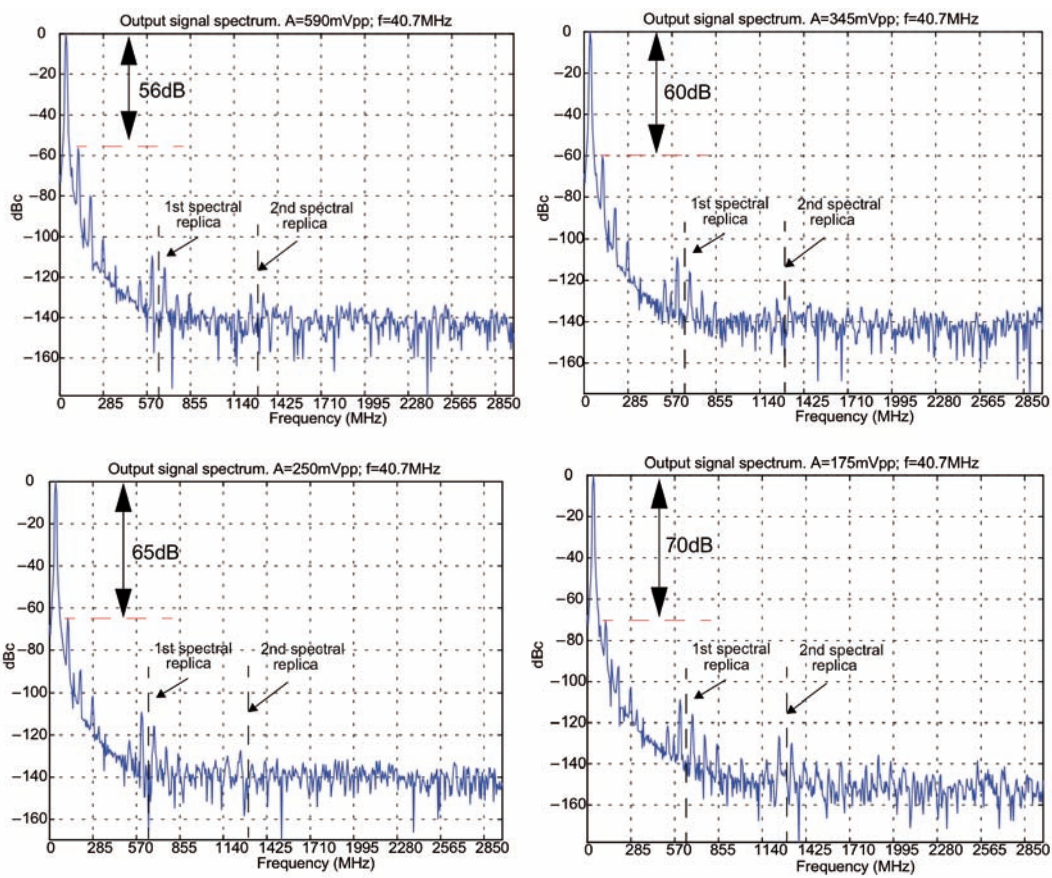 Output signal spectrum. A=590mVpp; f=40.7MHz
0
−20
−40
−60
−80
−100
−120
−140
−160
dBc
56dB
1st spectral
replica
2nd spectral
replica
0 285 570 855 1140 1425 1710 1995 2280 2565 2850
Frequency (MHz)
Output signal spectrum. A=345mVpp; f=40.7MHz
0
−20
−40
−60
−80
−100
−120
−140
−160
dBc
60dB
1st spectral
replica
2nd spectral
replica
0 285 570 855 1140 1425 1710 1995 2280 2565 2850
Frequency (MHz)
Output signal spectrum. A=250mVpp; f=40.7MHz
0
−20
−40
−60
−80
−100
−120
−140
−160
dBc
65dB
1st spectral
replica
2nd spectral
replica
0 285 570 855 1140 1425 1710 1995 2280 2565 2850
Frequency (MHz)
Output signal spectrum. A=175mVpp; f=40.7MHz
0
−20
−40
−60
−80
−100
−120
−140
−160
dBc
70dB
1st spectral
replica
2nd spectral
replica
0 285 570 855 1140 1425 1710 1995 2280 2565 2850
Frequency (MHz)